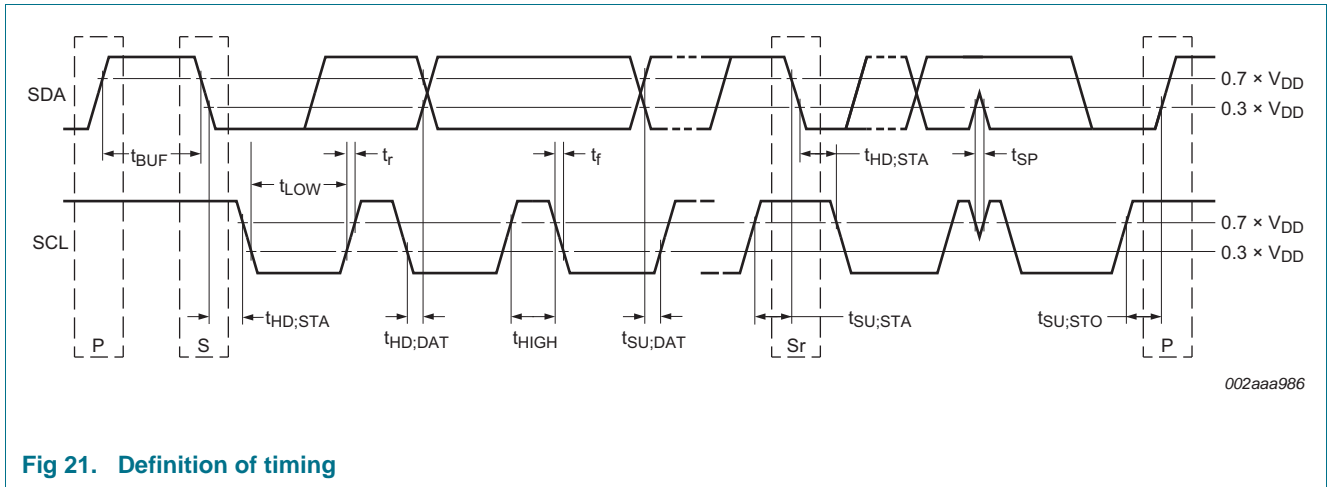 SDA
0.7 × VDD
0.3 × VDD
tBUF
tr
tf
tHD;STA
tSP
tLOW
SCL
0.7 × VDD
0.3 × VDD
tHD;STA
tHD;DAT
tHIGH
tSU;DAT
tSU;STA
tSU;STO
P
S
Sr
P
002aaa986
Fig 21. Definition of timing